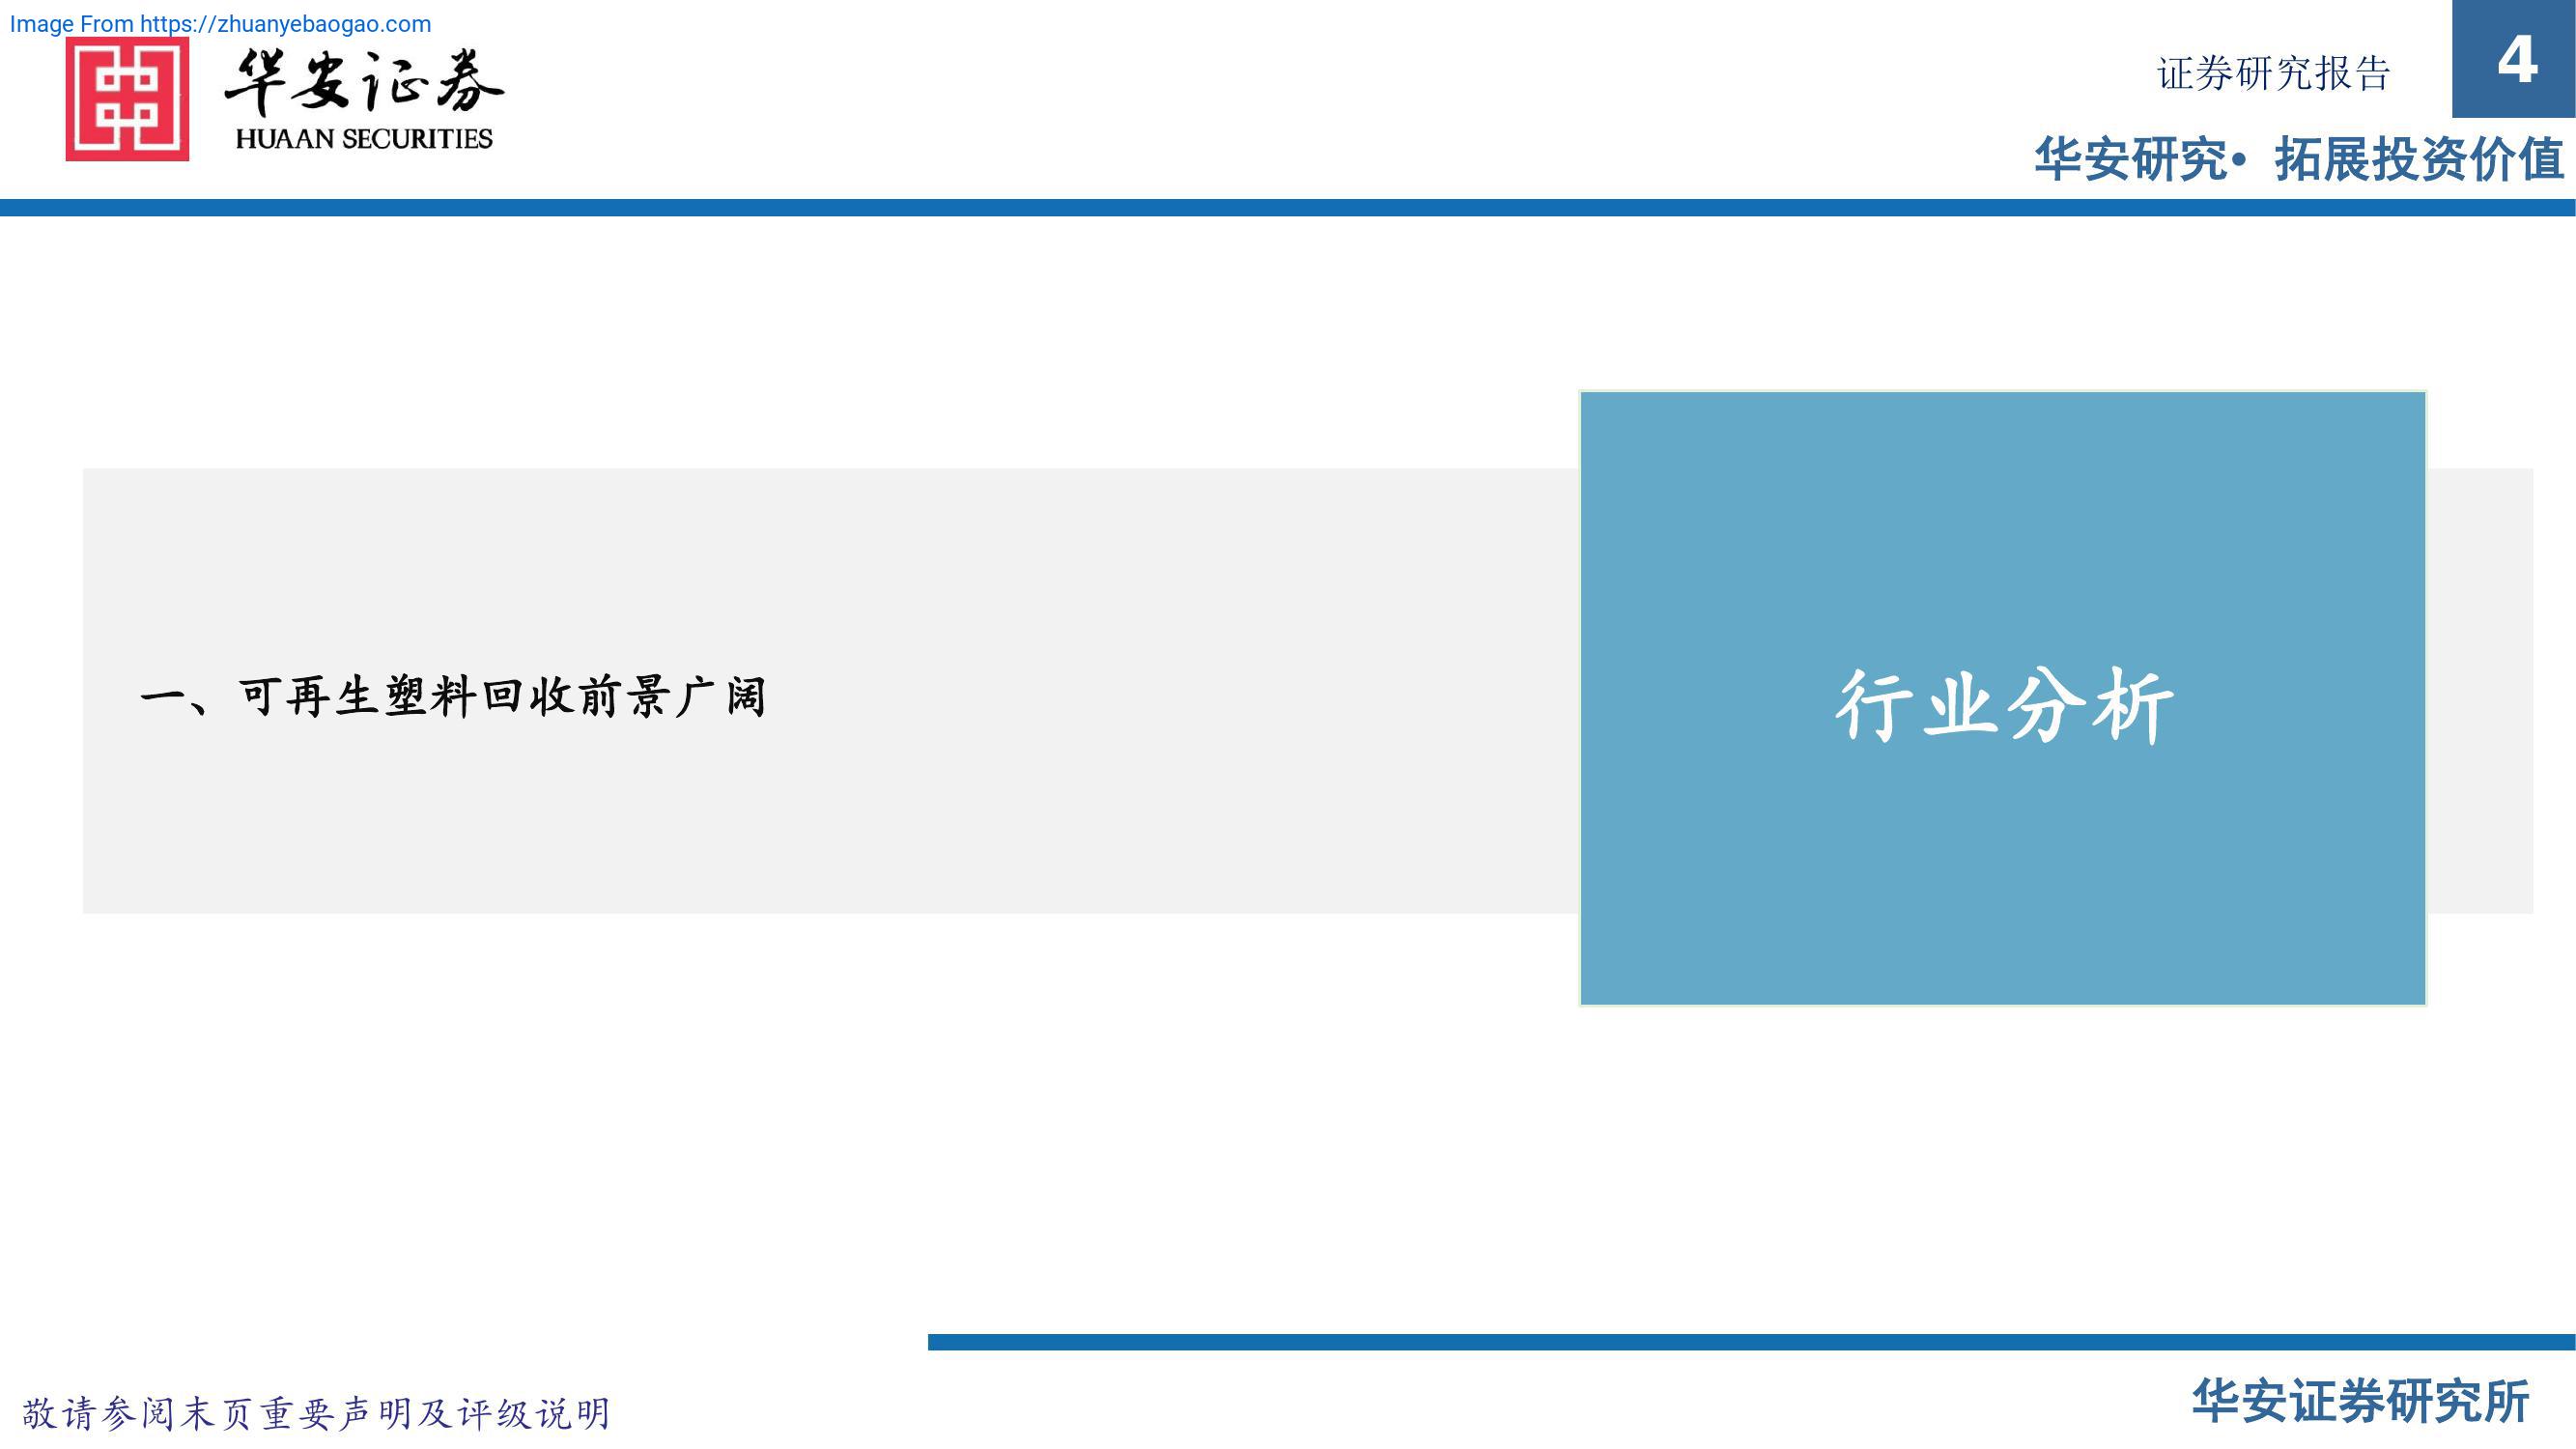 Image From https://zhuanyebaogao.com
华安证券
HUAAN SECURITIES
证券研究报告
4
华安研究• 拓展投资价值
一、可再生塑料回收前景广阔
行业分析
敬请参阅末页重要声明及评级说明
华安证券研究所